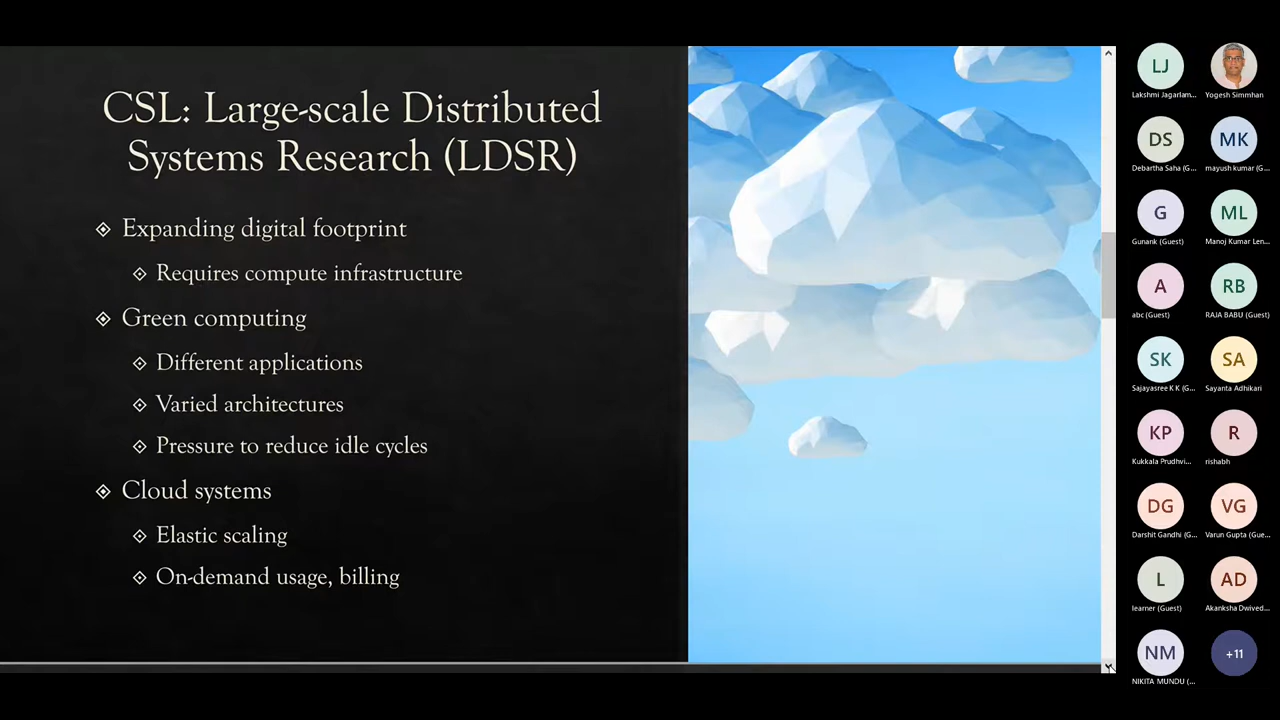 CSL: Large-scale Distributed
Systems Research (LDSR)
Expanding digital footprint
Requires compute infrastructure
Green computing
Different applications
Varied architectures
Pressure to reduce idle cycles
Cloud systems
Elastic scaling
On-demand usage, billing
LJ
Lakshmi Jagarlam...
Yogesh Simmhan
DS
Debartha Saha (G...
MK
mayush kumar (G...
G
Gunank (Guest)
ML
Manoj Kumar Len...
A
abc (Guest)
RB
RAJA BABU (Guest)
SK
Sajayasree K K (G...
SA
Sayanta Adhikari
KP
Kukkala Prudhvi...
R
rishabh
DG
Darshit Gandhi (G...
VG
Varun Gupta (Gue...
L
learner (Guest)
AD
Akanksha Dwived...
NM
NIKITA MUNDU (...
+11